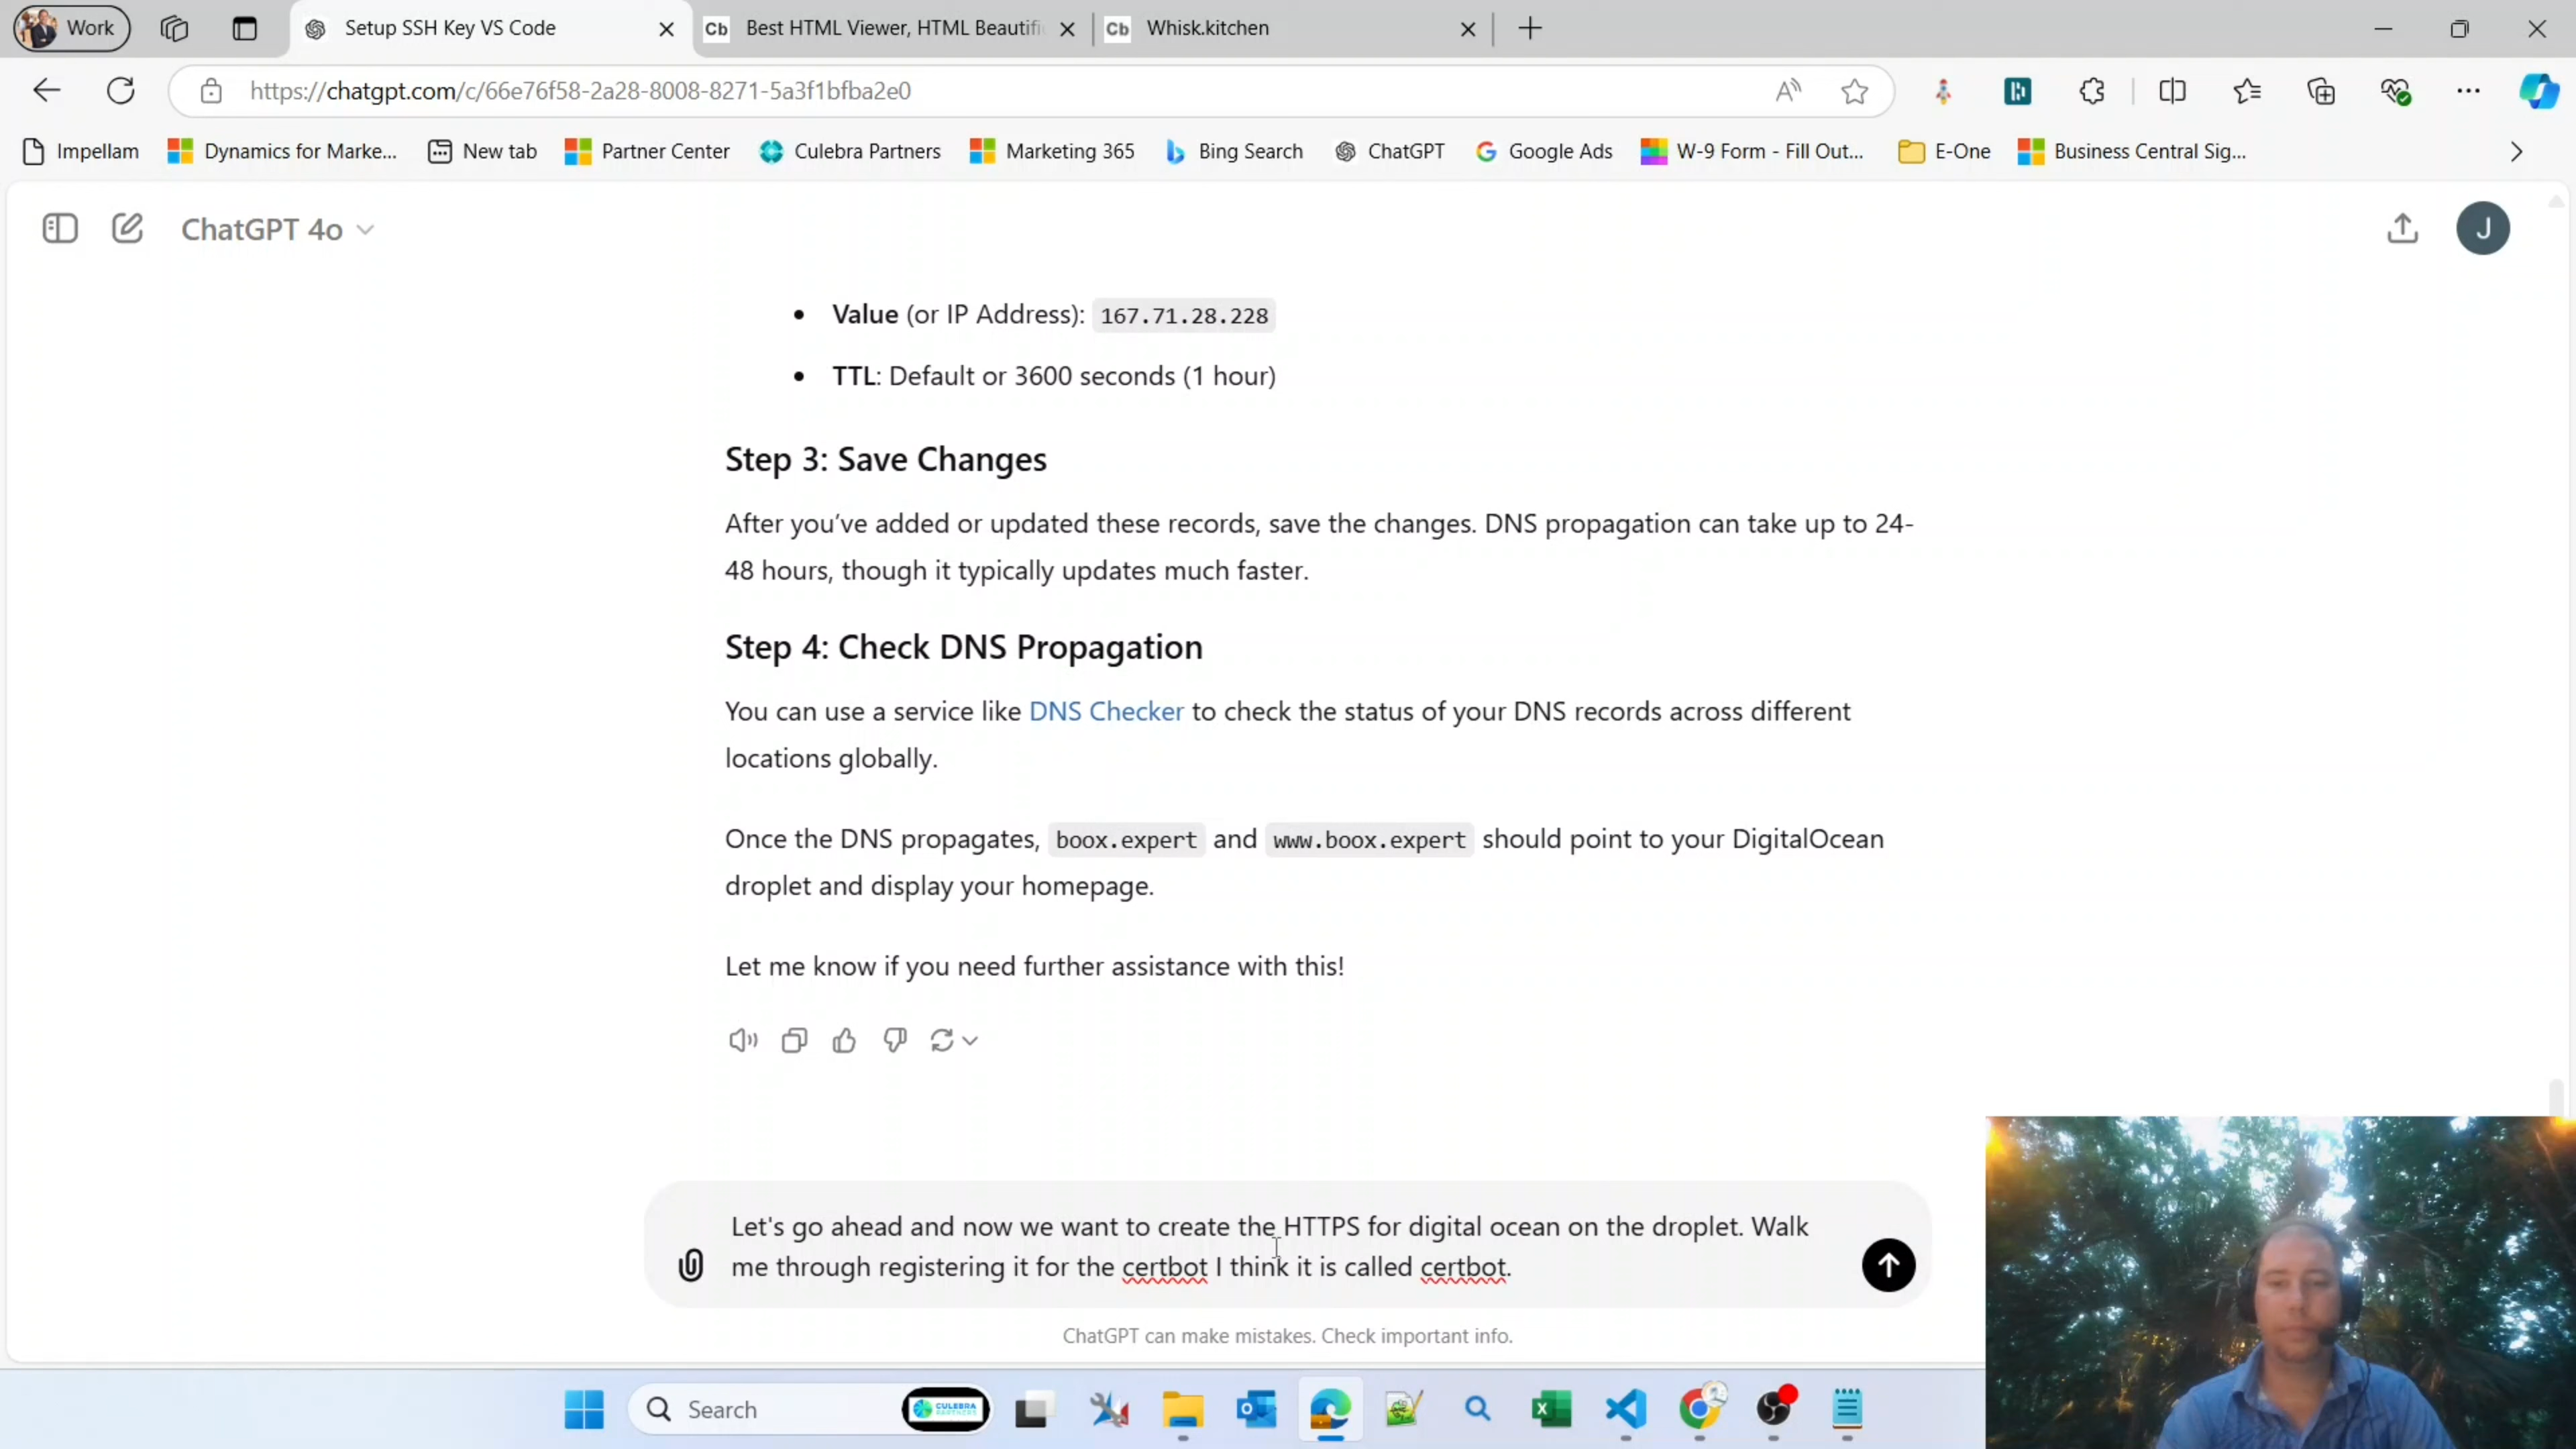 Work
Setup SSH Key VS Code
Cb Best HTML Viewer, HTML Beautifi
Cb Whisk.kitchen
https://chatgpt.com/c/66e76f58-2a28-8008-8271-5a3f1bfba2e0
Impellam
Dynamics for Marke...
New tab
Partner Center
Culebra Partners
Marketing 365
Bing Search
ChatGPT
Google Ads
W-9 Form - Fill Out...
E-One
Business Central Sig...
ChatGPT 4o
J
• Value (or IP Address): 167.71.28.228
• TTL: Default or 3600 seconds (1 hour)
Step 3: Save Changes
After you’ve added or updated these records, save the changes. DNS propagation can take up to 24-
48 hours, though it typically updates much faster.
Step 4: Check DNS Propagation
You can use a service like DNS Checker to check the status of your DNS records across different
locations globally.
Once the DNS propagates, boox.expert and www.boox.expert should point to your DigitalOcean
droplet and display your homepage.
Let me know if you need further assistance with this!
Let's go ahead and now we want to create the HTTPS for digital ocean on the droplet. Walk
me through registering it for the certbot I think it is called certbot.
ChatGPT can make mistakes. Check important info.
Search
CULEBRA
PARTNERS